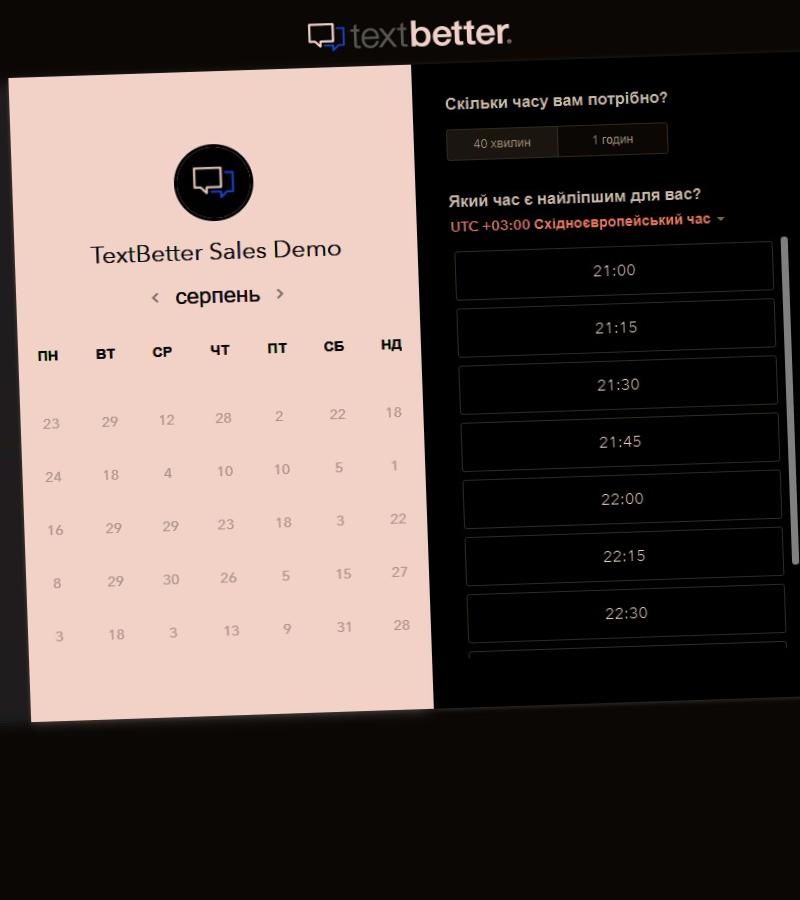 textbetter.
TextBetter Sales Demo
серпень
ПН ВТ СР ЧТ ПТ СБ НД
23 29 12 28 2 22 18
24 18 4 10 10 5 1
16 29 29 23 18 3 22
8 29 30 26 5 15 27
3 18 3 13 9 31 28
Скільки часу вам потрібно?
40 хвилин 1 годин
Який час є найліпшим для вас?
UTC +03:00 Східноєвропейський час
21:00
21:15
21:30
21:45
22:00
22:15
22:30